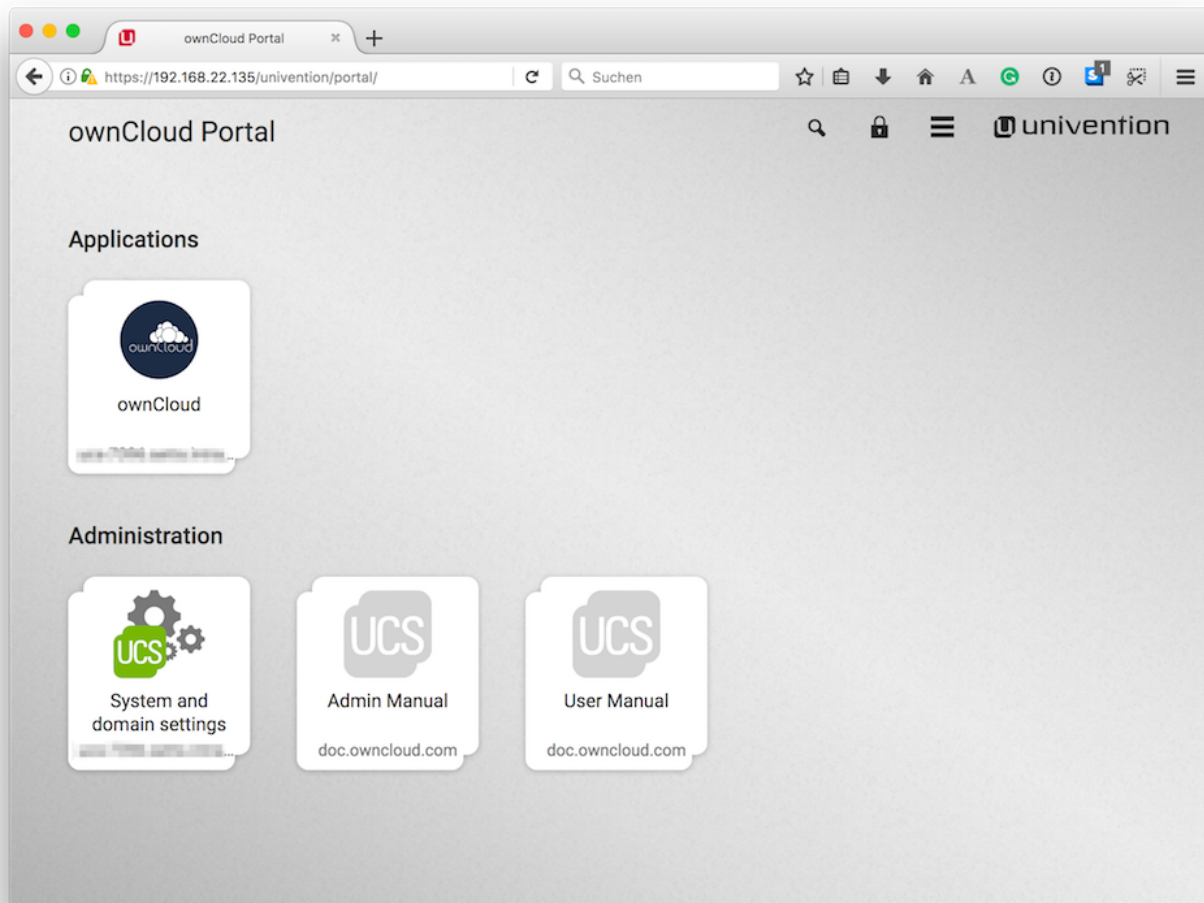 ownCloud Portal
https://192.168.22.135/univention/portal/
Suchen
A
G
S
1
ownCloud Portal
univention
Applications
ownCloud
ownCloud
Administration
UCS
UCS
UCS
System and
domain settings
Admin Manual
User Manual
doc.owncloud.com
doc.owncloud.com